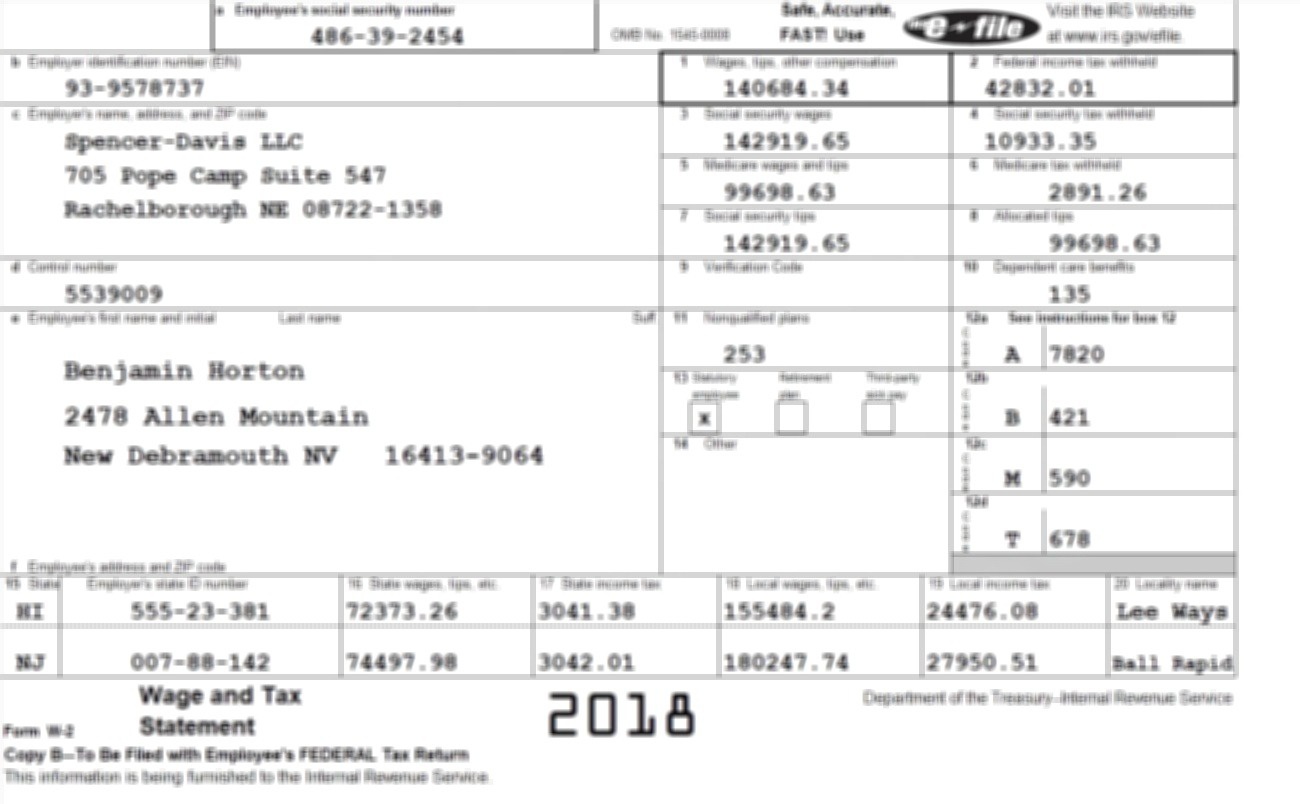 a Employee's social security number
486-39-2454
OMB No. 1545-0008
Safe, Accurate,
FAST! Use
e file
Visit the IRS Website
at www.irs.gov/efile.
b Employer identification number (EIN)
93-9578737
1 Wages, tips, other compensation
140684.34
2 Federal income tax withheld
42832.01
c Employer's name, address, and ZIP code
Spencer-Davis LLC
705 Pope Camp Suite 547
Rachelborough NE 08722-1358
3 Social security wages
142919.65
4 Social security tax withheld
10933.35
5 Medicare wages and tips
99698.63
6 Medicare tax withheld
2891.26
7 Social security tips
142919.65
8 Allocated tips
99698.63
d Control number
5539009
9 Verification Code
10 Dependent care benefits
135
e Employee's first name and initial Last name Suff.
Benjamin Horton
2478 Allen Mountain
New Debramouth NV 16413-9064
11 Nonqualified plans
253
12a See instructions for box 12
A 7820
13 Statutory employee
Retirement plan
Third-party sick pay
x
12b
B 421
14 Other
12c
M 590
12d
T 678
f Employee's address and ZIP code
15 State Employer's state ID number 16 State wages, tips, etc. 17 State income tax 18 Local wages, tips, etc. 19 Local income tax 20 Locality name
HI 555-23-381 72373.26 3041.38 155484.2 24476.08 Lee Ways
NJ 007-88-142 74497.98 3042.01 180247.74 27950.51 Ball Rapid
Form W-2
Wage and Tax
Statement
2018
Department of the Treasury–Internal Revenue Service
Copy B–To Be Filed with Employee's FEDERAL Tax Return
This information is being furnished to the Internal Revenue Service.